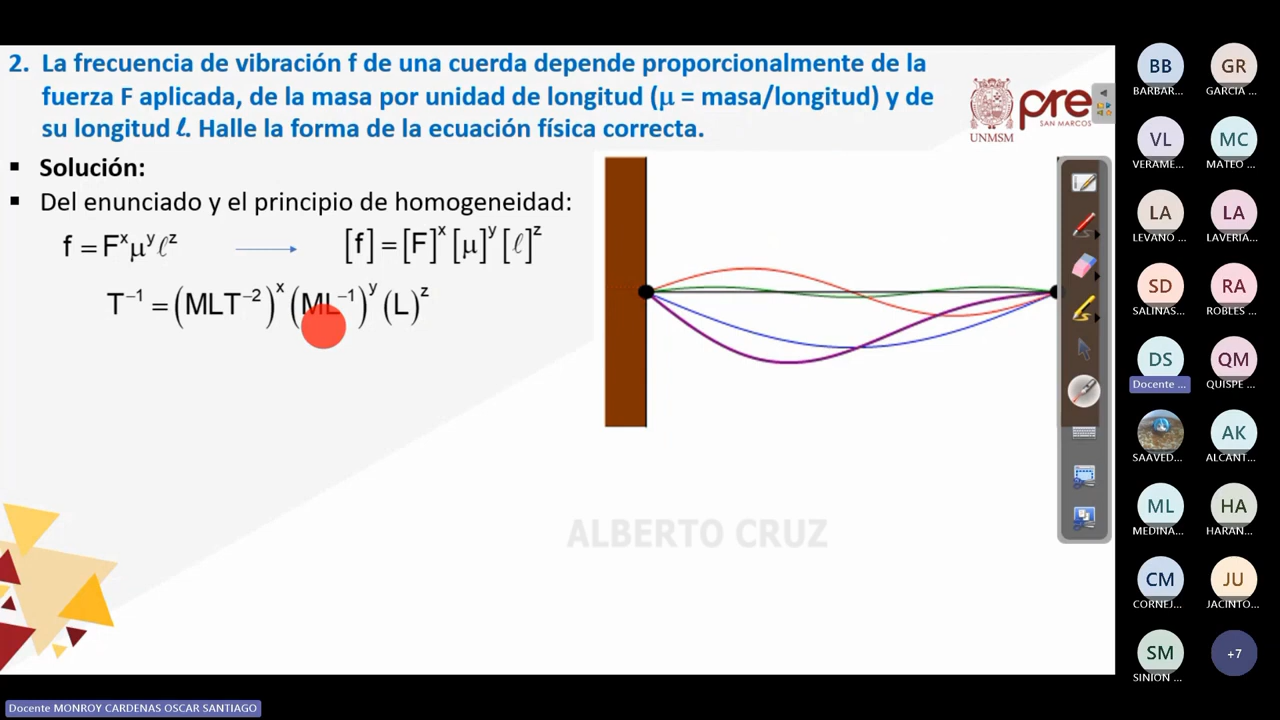 2. La frecuencia de vibración f de una cuerda depende proporcionalmente de la
fuerza F aplicada, de la masa por unidad de longitud (μ = masa/longitud) y de
su longitud ℓ. Halle la forma de la ecuación física correcta.
UNMSM
pre
SAN MARCOS
▪ Solución:
▪ Del enunciado y el principio de homogeneidad:
f = Fˣμʸℓᶻ → [f] = [F]ˣ [μ]ʸ [ℓ]ᶻ
T⁻¹ = (MLT⁻²)ˣ (ML⁻¹)ʸ (L)ᶻ
ALBERTO CRUZ
BB GR
BARBAR... GARCIA ...
VL MC
VERAME... MATEO ...
LA LA
LEVANO ... LAVERIA...
SD RA
SALINAS... ROBLES ...
DS QM
Docente ... QUISPE ...
AK
SAAVED... ALCANT...
ML HA
MEDINA... HARAN...
CM JU
CORNEJ... JACINTO...
SM +7
SINION ...
Docente MONROY CARDENAS OSCAR SANTIAGO